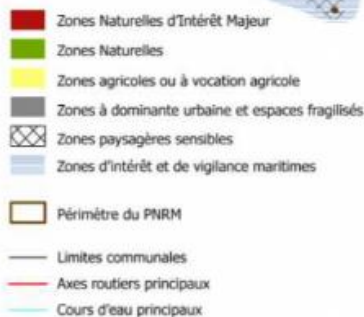 Zones Naturelles d'Intérêt Majeur
Zones Naturelles
Zones agricoles ou à vocation agricole
Zones à dominante urbaine et espaces fragilisés
Zones paysagères sensibles
Zones d'intérêt et de vigilance maritimes
Périmètre du PNRM
Limites communales
Axes routiers principaux
Cours d'eau principaux